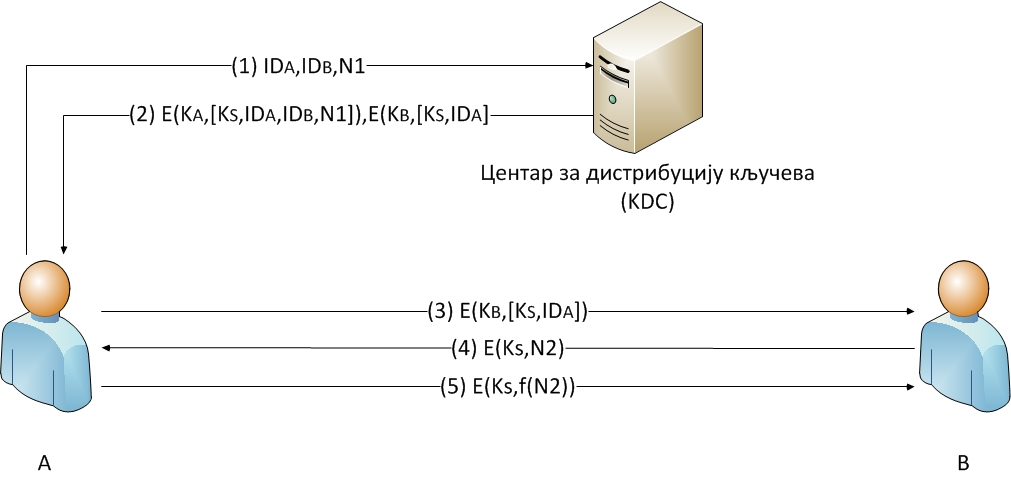 (1) IDA,IDB,N1
(2) E(KA,[KS,IDA,IDB,N1]),E(KB,[KS,IDA]
Центар за дистрибуцију кључева
(KDC)
(3) E(KB,[KS,IDA])
(4) E(KS,N2)
(5) E(KS,f(N2))
A
B